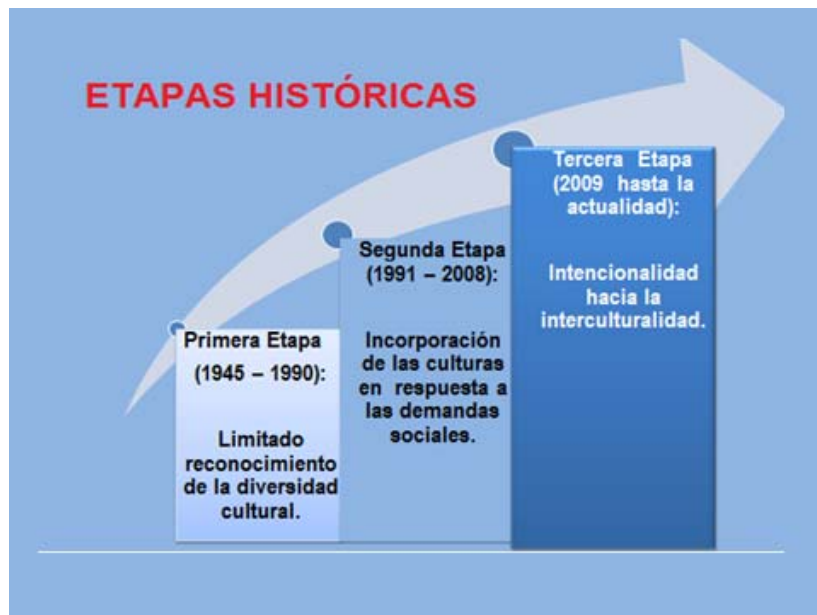 ETAPAS HISTÓRICAS
Primera Etapa
(1945 – 1990):
Limitado
reconocimiento
de la diversidad
cultural.
Segunda Etapa
(1991 – 2008):
Incorporación
de las culturas
en respuesta a
las demandas
sociales.
Tercera Etapa
(2009 hasta la
actualidad):
Intencionalidad
hacia la
interculturalidad.